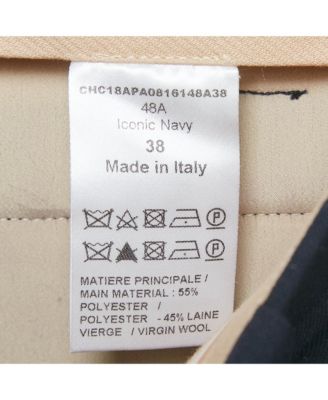 CHC18APA0816148A38
48A
Iconic Navy
38
Made in Italy
P
P
MATIERE PRINCIPALE /
MAIN MATERIAL : 55%
POLYESTER /
POLYESTER - 45% LAINE
VIERGE / VIRGIN WOOL